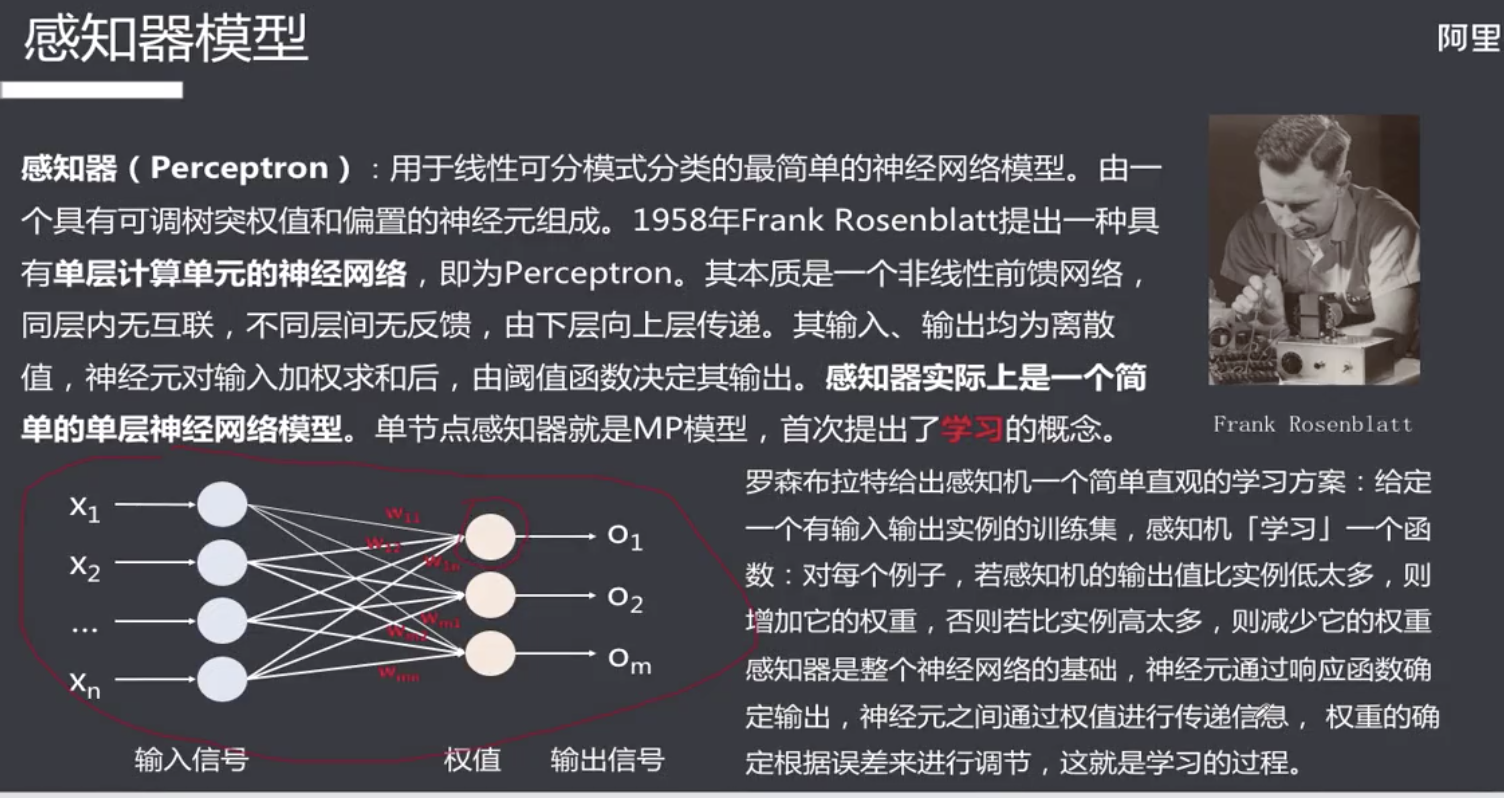 感知器模型
阿里
感知器（Perceptron）：用于线性可分模式分类的最简单的神经网络模型。由一
个具有可调树突权值和偏置的神经元组成。1958年Frank Rosenblatt提出一种具
有单层计算单元的神经网络，即为Perceptron。其本质是一个非线性前馈网络，
同层内无互联，不同层间无反馈，由下层向上层传递。其输入、输出均为离散
值，神经元对输入加权求和后，由阈值函数决定其输出。感知器实际上是一个简
单的单层神经网络模型。单节点感知器就是MP模型，首次提出了学习的概念。
Frank Rosenblatt
x₁
w₁₁
o₁
w₁₂
x₂
w₁ₙ
o₂
...
wₘ₁
wₘ₂
oₘ
xₙ
wₘₙ
输入信号
权值
输出信号
罗森布拉特给出感知机一个简单直观的学习方案：给定
一个有输入输出实例的训练集，感知机「学习」一个函
数：对每个例子，若感知机的输出值比实例低太多，则
增加它的权重，否则若比实例高太多，则减少它的权重
感知器是整个神经网络的基础，神经元通过响应函数确
定输出，神经元之间通过权值进行传递信息， 权重的确
定根据误差来进行调节，这就是学习的过程。